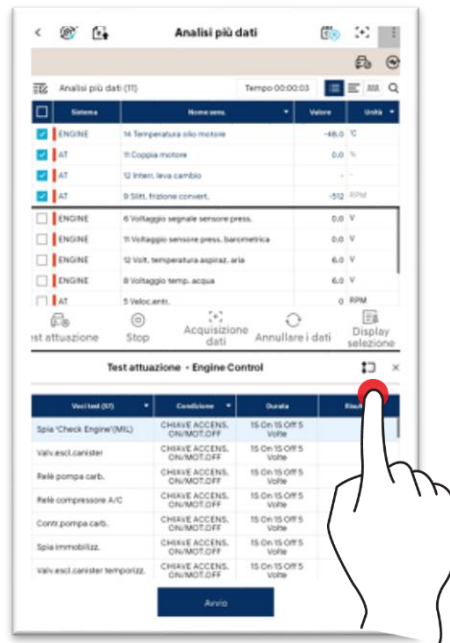 Analisi più dati
Analisi più dati (11) Tempo 00:00:03
Sistema Nome sens. Valore Unità
ENGINE 14 Temperatura olio motore -48.0 °C
AT 11 Coppia motore 0.0 %
AT 12 Interr. leva cambio - -
AT 9 Slitt. frizione convert. -512 RPM
ENGINE 6 Voltaggio segnale sensore press. 0.0 V
ENGINE 11 Voltaggio sensore press. barometrica 0.0 V
ENGINE 12 Volt. temperatura aspiraz. aria 6.0 V
ENGINE 8 Voltaggio temp. acqua 6.0 V
AT 5 Veloc.entr. 0 RPM
st attuazione Stop Acquisizione dati Annullare i dati Display selezione
Test attuazione - Engine Control
Voci test (57) Condizione Durata
Spia 'Check Engine'(MIL) CHIAVE ACCENS. ON/MOT.OFF 15 On 15 Off 5 Volte
Valv.escl.canister CHIAVE ACCENS. ON/MOT.OFF 15 On 15 Off 5 Volte
Relè pompa carb. CHIAVE ACCENS. ON/MOT.OFF 15 On 15 Off 5 Volte
Relè compressore A/C CHIAVE ACCENS. ON/MOT.OFF 15 On 15 Off 5 Volte
Contr.pompa carb. CHIAVE ACCENS. ON/MOT.OFF 15 On 15 Off 5 Volte
Spia immobilizz. CHIAVE ACCENS. ON/MOT.OFF 15 On 15 Off 5 Volte
Valv.escl.canister temporizz. CHIAVE ACCENS. ON/MOT.OFF 15 On 15 Off 5 Volte
Avvio